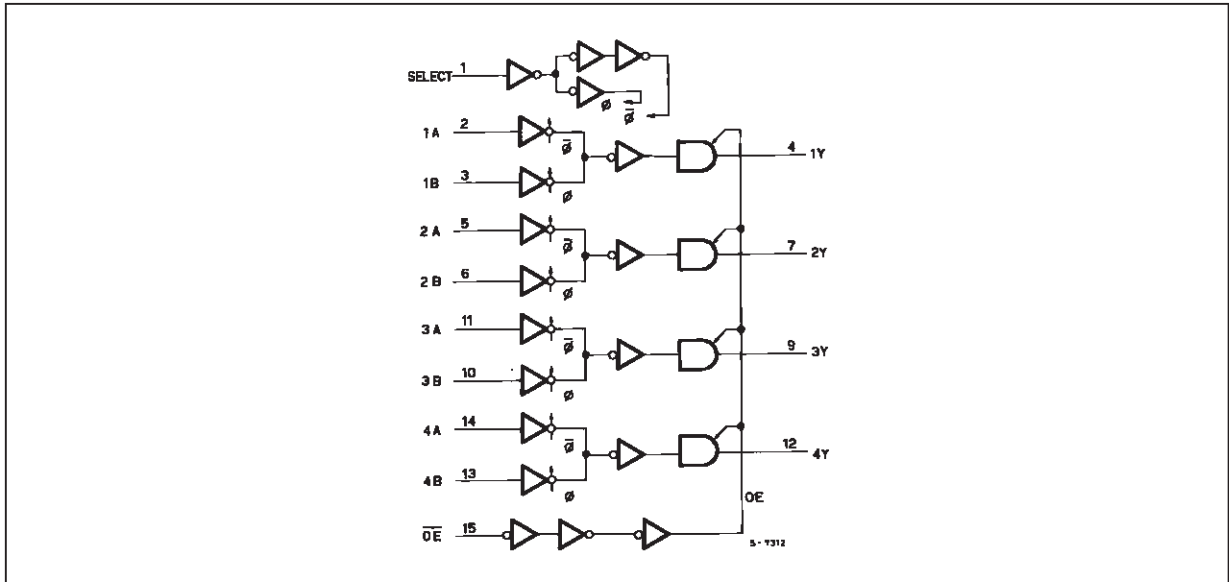 SELECT 1
Ø
Ø̅
1A 2
Ø̅
4 1Y
1B 3
Ø
2A 5
Ø̅
7 2Y
2B 6
Ø
3A 11
Ø̅
9 3Y
3B 10
Ø
4A 14
Ø̅
12 4Y
4B 13
Ø
OE
O̅E̅ 15
S-7312